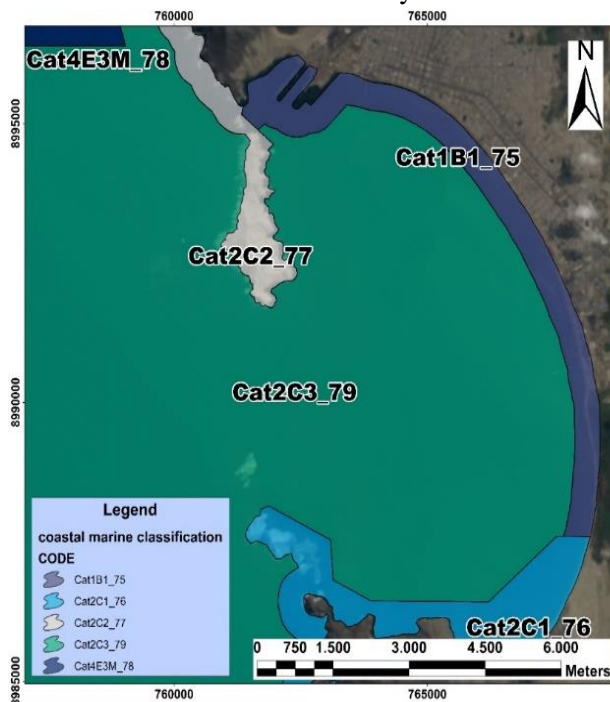 760000 765000
Cat4E3M_78
N
8995000
Cat1B1_75
Cat2C2_77
8990000
Cat2C3_79
Legend
coastal marine classification
CODE
Cat1B1_75
Cat2C1_76
Cat2C2_77
Cat2C3_79
Cat4E3M_78
Cat2C1_76
0 750 1.500 3.000 4.500 6.000
Meters
8985000
760000 765000